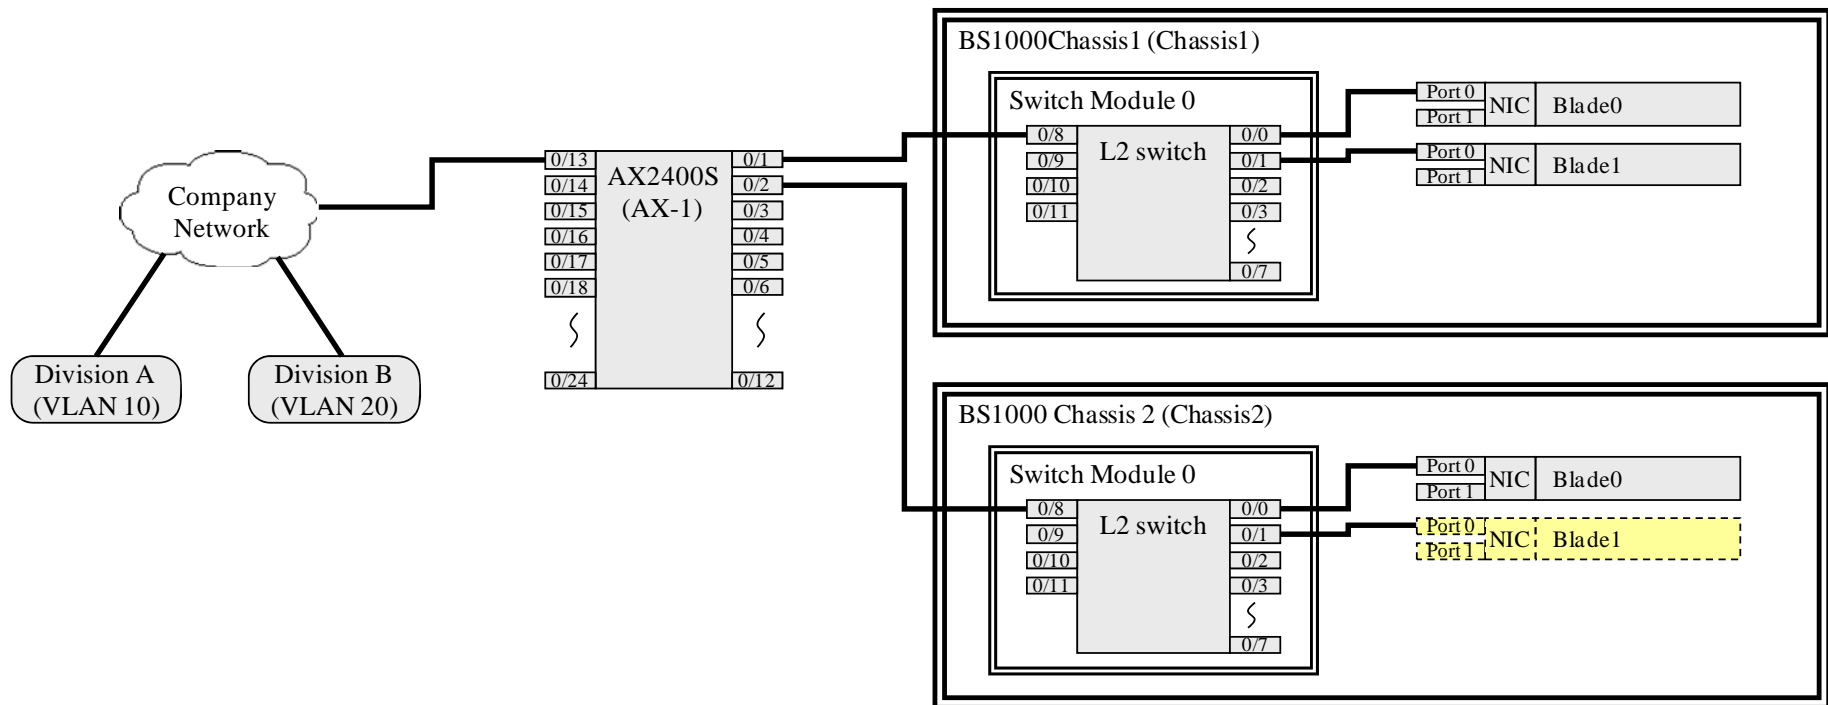 Company
Network
Division A
(VLAN 10)
Division B
(VLAN 20)
AX2400S
(AX-1)
0/13
0/14
0/15
0/16
0/17
0/18
0/24
0/1
0/2
0/3
0/4
0/5
0/6
0/12
BS1000Chassis1 (Chassis1)
Switch Module 0
L2 switch
0/8
0/9
0/10
0/11
0/0
0/1
0/2
0/3
0/7
Port 0
Port 1
NIC
Blade0
Port 0
Port 1
NIC
Blade1
BS1000 Chassis 2 (Chassis2)
Switch Module 0
L2 switch
0/8
0/9
0/10
0/11
0/0
0/1
0/2
0/3
0/7
Port 0
Port 1
NIC
Blade0
Port 0
Port 1
NIC
Blade1